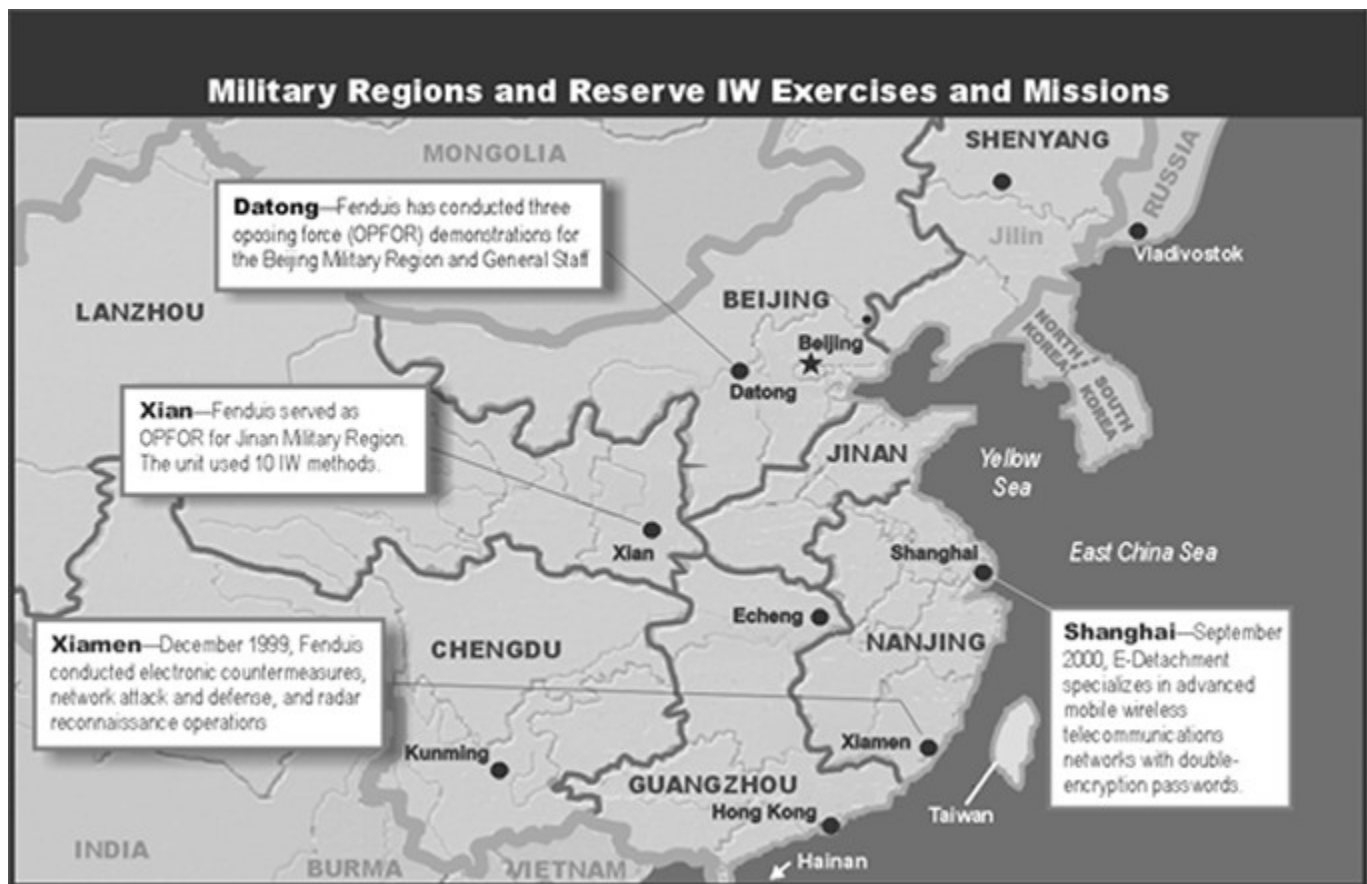 Military Regions and Reserve IW Exercises and Missions
MONGOLIA
SHENYANG
RUSSIA
Jilin
Vladivostok
Datong—Fenduis has conducted three
oposing force (OPFOR) demonstrations for
the Beijing Military Region and General Staff
LANZHOU
BEIJING
Beijing
Datong
NORTH
KOREA
SOUTH
KOREA
Xian—Fenduis served as
OPFOR for Jinan Military Region.
The unit used 10 IW methods.
JINAN
Yellow
Sea
Xian
Shanghai
East China Sea
Echeng
Xiamen—December 1999, Fenduis
conducted electronic countermeasures,
network attack and defense, and radar
reconnaissance operations
CHENGDU
NANJING
Shanghai—September
2000, E-Detachment
specializes in advanced
mobile wireless
telecommunications
networks with double-
encryption passwords.
Kunming
Xiamen
GUANGZHOU
Hong Kong
Taiwan
INDIA
BURMA
VIETNAM
Hainan